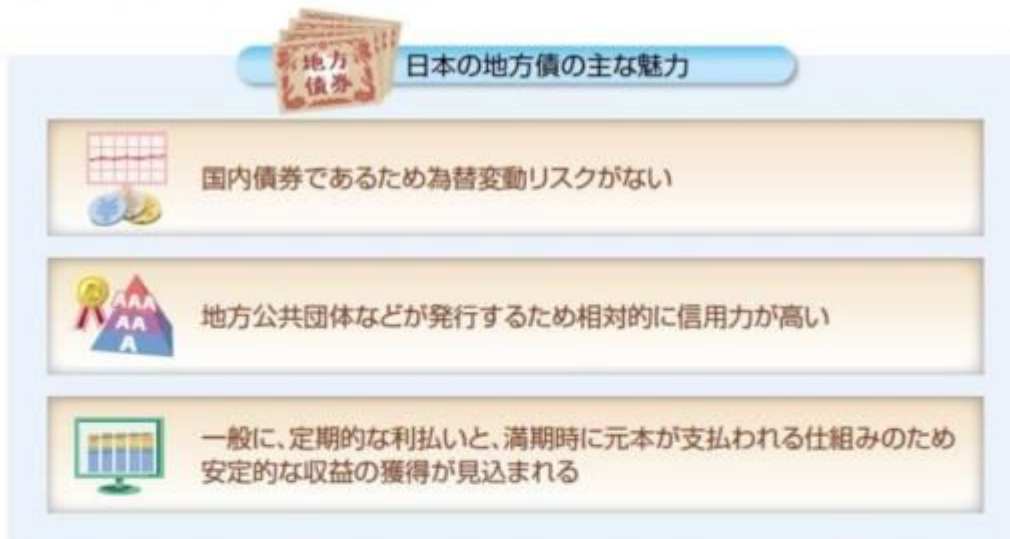 地方
債券
日本の地方債の主な魅力
国内債券であるため為替変動リスクがない
AAA
AA
A
地方公共団体などが発行するため相対的に信用力が高い
一般に、定期的な利払いと、満期時に元本が支払われる仕組みのため
安定的な収益の獲得が見込まれる